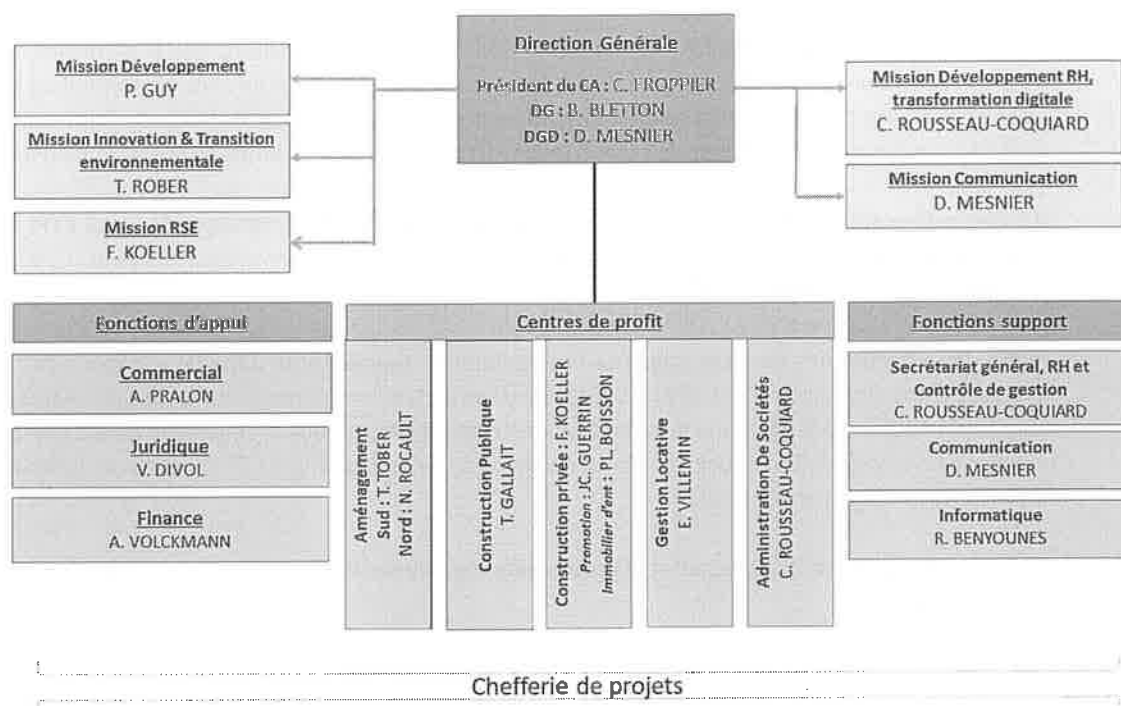 Direction Générale
Président du CA : C. FROPPIER
DG : B. BLETTON
DGD : D. MESNIER
Mission Développement
P. GUY
Mission Innovation & Transition
environnementale
T. ROBER
Mission RSE
F. KOELLER
Mission Développement RH,
transformation digitale
C. ROUSSEAU-COQUIARD
Mission Communication
D. MESNIER
Fonctions d'appui
Commercial
A. PRALON
Juridique
V. DIVOL
Finance
A. VOLCKMANN
Centres de profit
Aménagement
Sud : T. TOBER
Nord : N. ROCAULT
Construction Publique
T. GALLAIT
Construction privée : F. KOELLER
Promotion : JC. GUERRIN
Immobilier d'ent : PL. BOISSON
Gestion Locative
E. VILLEMIN
Administration De Sociétés
C. ROUSSEAU-COQUIARD
Fonctions support
Secrétariat général, RH et
Contrôle de gestion
C. ROUSSEAU-COQUIARD
Communication
D. MESNIER
Informatique
R. BENYOUNES
Chefferie de projets